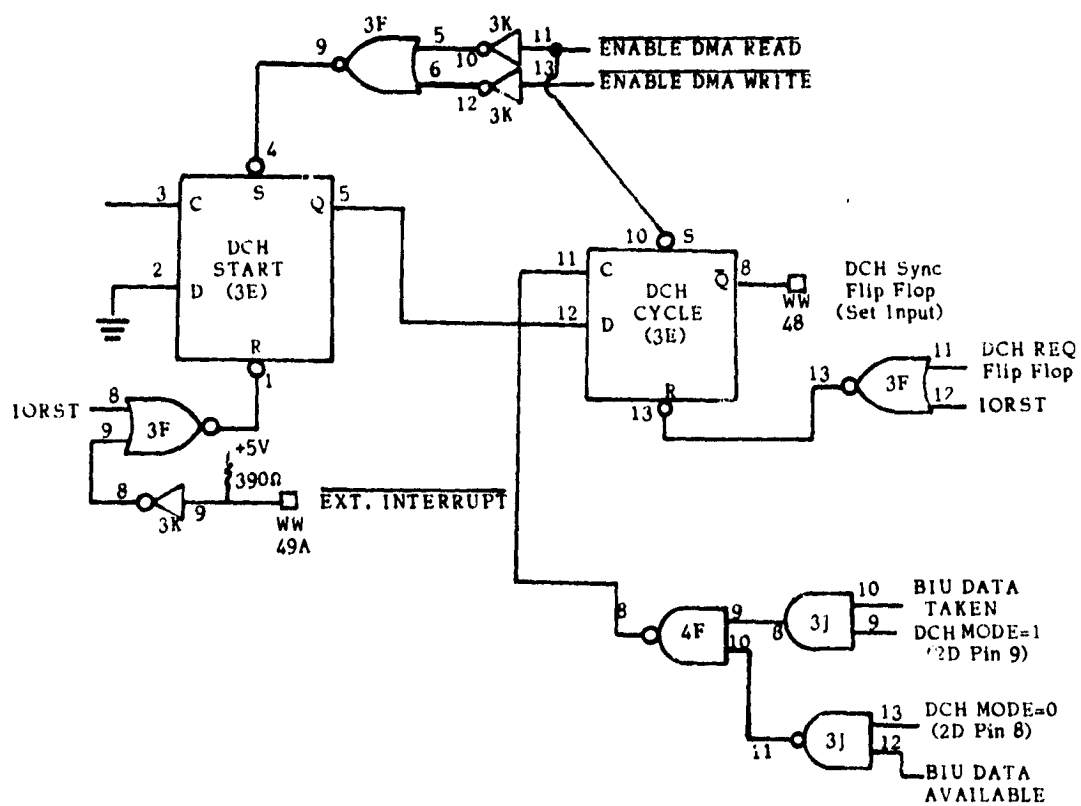 3F
3K
9
5
10
11
ENABLE DMA READ
6
12
13
ENABLE DMA WRITE
3K
4
3
C
S
Q
5
DCH
START
(3E)
2
D
R
1
10
S
11
C
Q
8
DCH
CYCLE
(3E)
12
D
R
13
WW
48
DCH Sync
Flip Flop
(Set Input)
13
3F
11
DCH REQ
Flip Flop
12
IORST
IORST
8
9
3F
+5V
390Ω
8
3K
9
WW
49A
EXT. INTERRUPT
8
4F
9
10
8
3J
10
BIU DATA
TAKEN
9
DCH MODE=1
(2D Pin 9)
11
3J
13
DCH MODE=0
(2D Pin 8)
12
BIU DATA
AVAILABLE